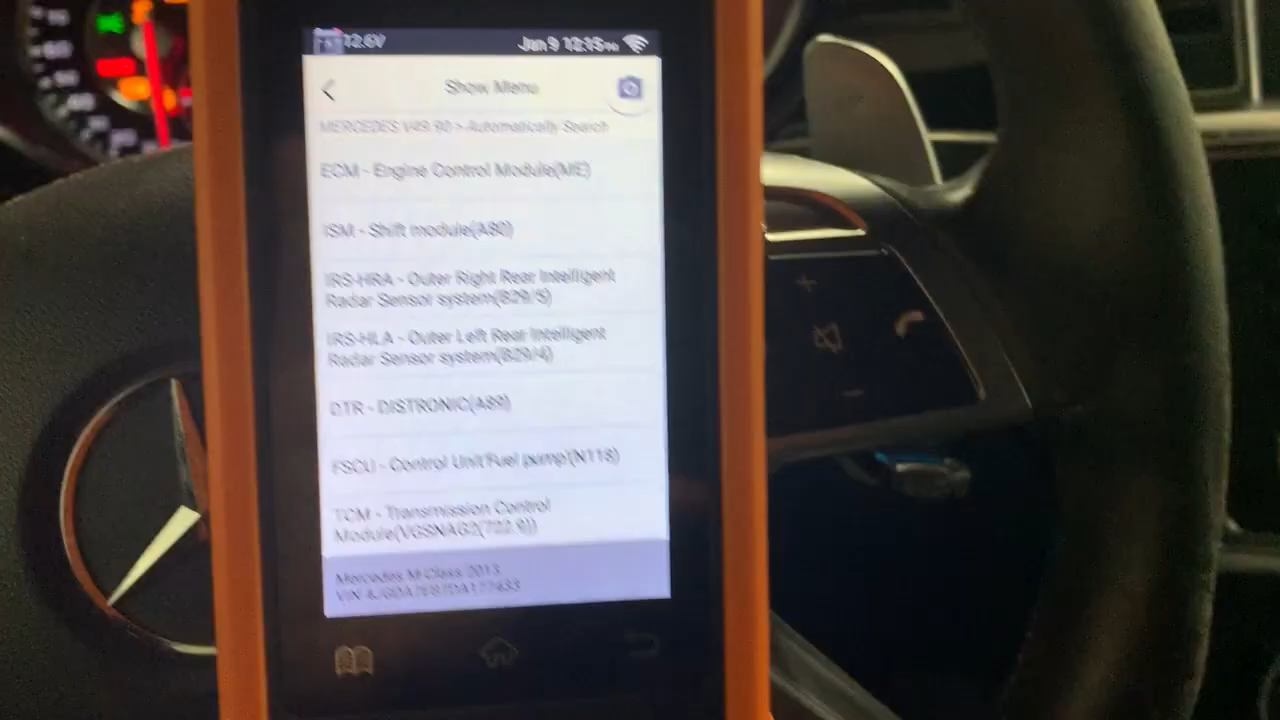 12.6V Jan 9 12:15PM
Show Menu
MERCEDES V49.80 > Automatically Search
ECM - Engine Control Module(ME)
ISM - Shift module(A80)
IRS-HRA - Outer Right Rear Intelligent
Radar Sensor system(B29/5)
IRS-HLA - Outer Left Rear Intelligent
Radar Sensor system(B29/4)
DTR - DISTRONIC(A89)
FSCU - Control Unit'Fuel pump'(N118)
TCM - Transmission Control
Module(VGSNAG2(722.9))
Mercedes M-Class 2013
VIN